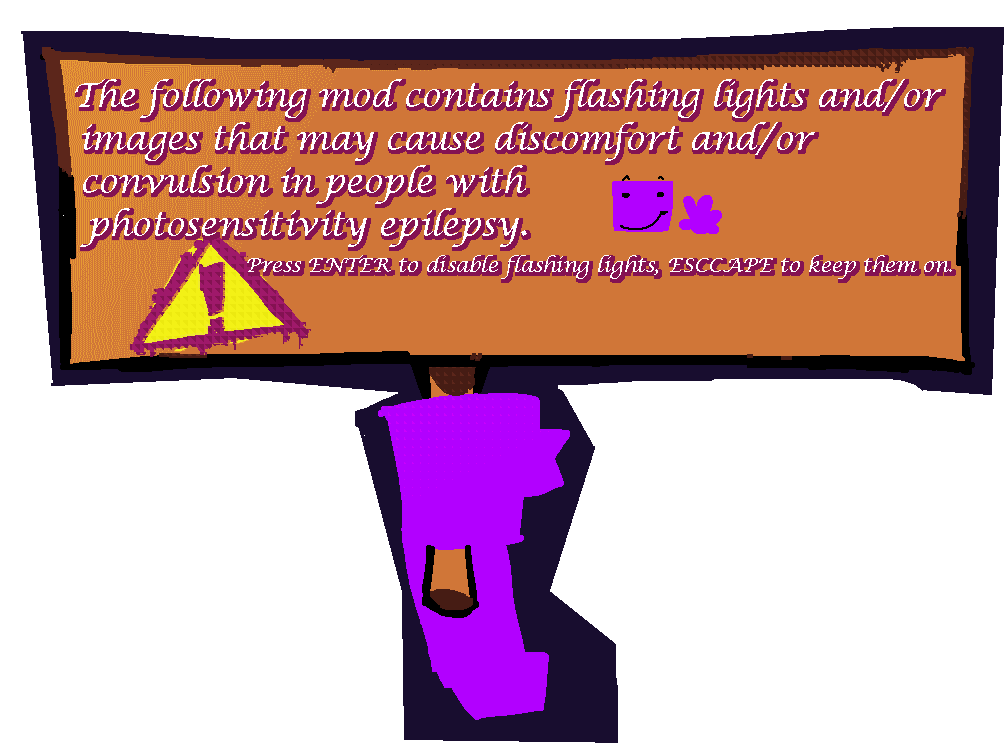 The following mod contains flashing lights and/or
images that may cause discomfort and/or
convulsion in people with
photosensitivity epilepsy.
Press ENTER to disable flashing lights, ESCCAPE to keep them on.